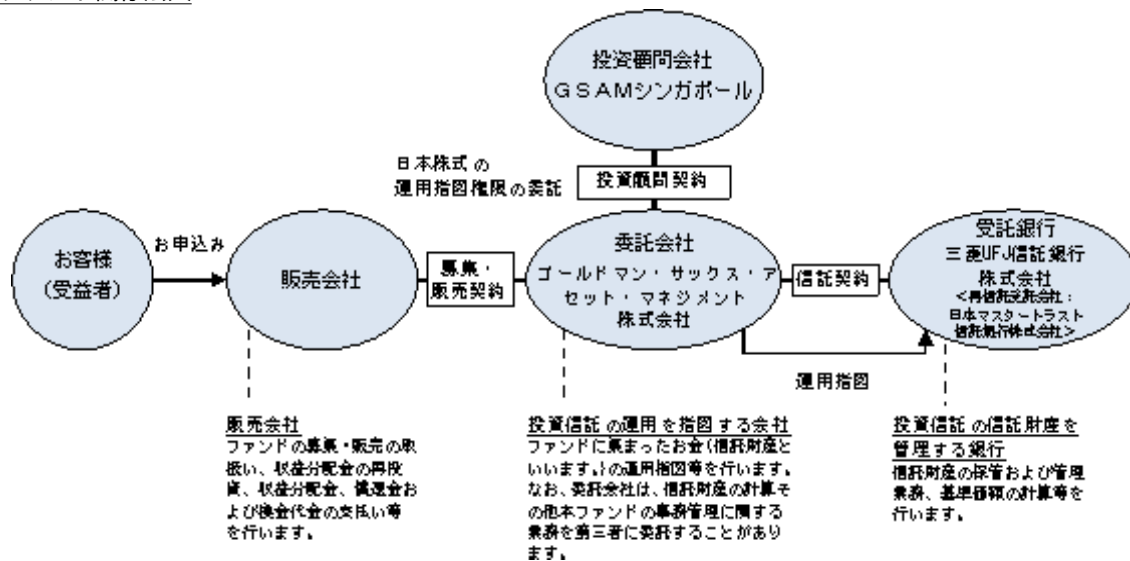 投資顧問会社
GSAMシンガポール
日本株式の
運用指図権限の委託
投資顧問契約
お客様
(受益者)
お申込み
販売会社
募集・
販売契約
委託会社
ゴールドマン・サックス・ア
セット・マネジメント
株式会社
信託契約
受託銀行
三菱UFJ信託銀行
株式会社
<再信託受託会社:
日本マスタートラスト
信託銀行株式会社>
運用指図
販売会社
ファンドの募集・販売の取
扱い、収益分配金の再投
資、収益分配金、償還金お
よび換金代金の支払い等
を行います。
投資信託の運用を指図する会社
ファンドに集まったお金(信託財産と
いいます。)の運用指図等を行います。
なお、委託会社は、信託財産の計算そ
の他本ファンドの事務管理に関する
業務を第三者に委託することがあり
ます。
投資信託の信託財産を
管理する銀行
信託財産の保管および管理
業務、基準価額の計算等を
行います。